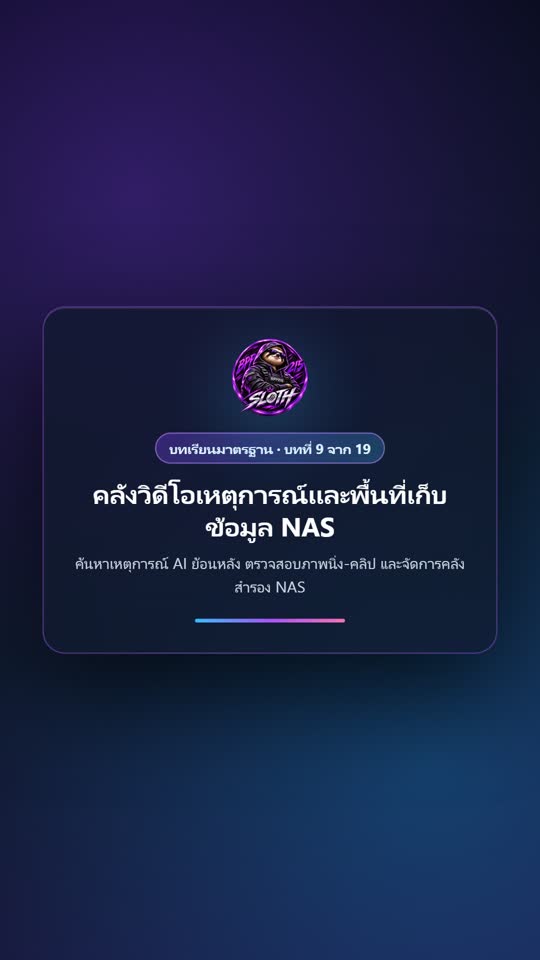 SLOTH
บทเรียนมาตรฐาน · บทที่ 9 จาก 19
คลังวิดีโอเหตุการณ์และพื้นที่เก็บ
ข้อมูล NAS
ค้นหาเหตุการณ์ AI ย้อนหลัง ตรวจสอบภาพนิ่ง-คลิป และจัดการคลัง
สำรอง NAS